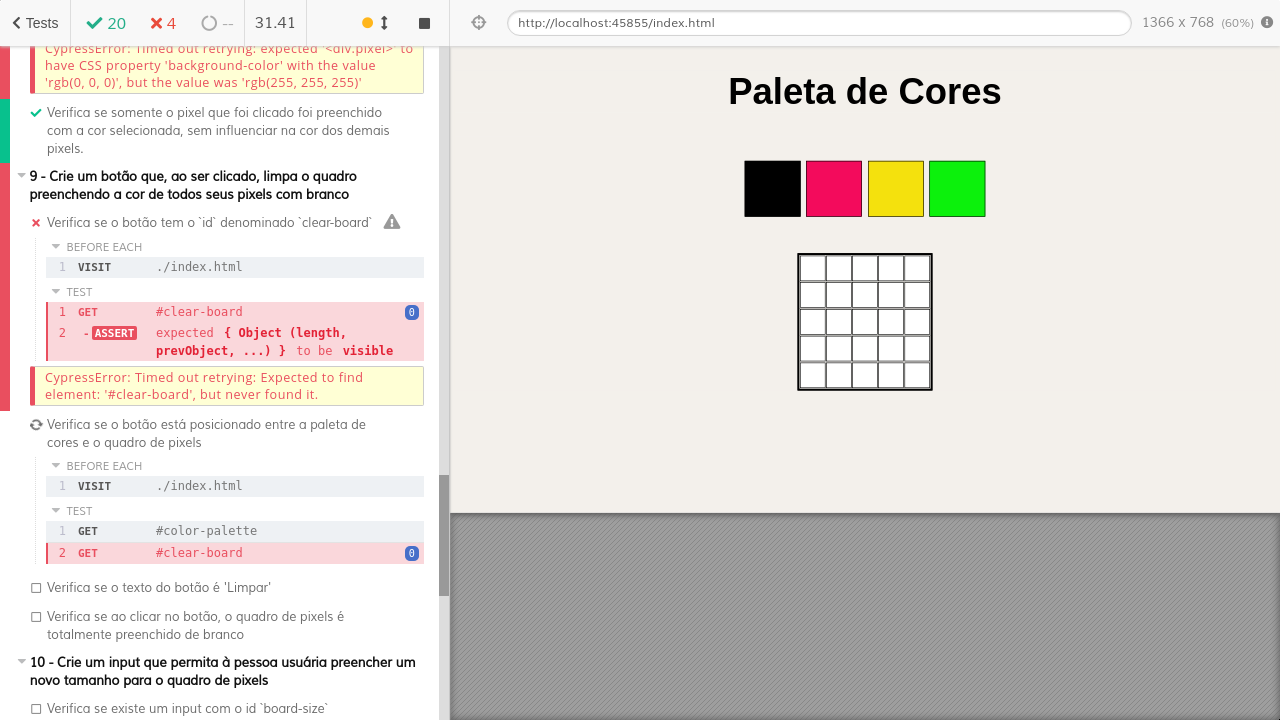 Tests
20
4
--
31.41
http://localhost:45855/index.html
1366 x 768 (60%)
CypressError: Timed out retrying: expected '<div.pixel>' to
have CSS property 'background-color' with the value
'rgb(0, 0, 0)', but the value was 'rgb(255, 255, 255)'
Verifica se somente o pixel que foi clicado foi preenchido
com a cor selecionada, sem influenciar na cor dos demais
pixels.
9 - Crie um botão que, ao ser clicado, limpa o quadro
preenchendo a cor de todos seus pixels com branco
Verifica se o botão tem o `id` denominado `clear-board`
BEFORE EACH
1 VISIT ./index.html
TEST
1 GET #clear-board 0
2 - ASSERT expected { Object (length,
prevObject, ...) } to be visible
CypressError: Timed out retrying: Expected to find
element: '#clear-board', but never found it.
Verifica se o botão está posicionado entre a paleta de
cores e o quadro de pixels
BEFORE EACH
1 VISIT ./index.html
TEST
1 GET #color-palette
2 GET #clear-board 0
Verifica se o texto do botão é 'Limpar'
Verifica se ao clicar no botão, o quadro de pixels é
totalmente preenchido de branco
10 - Crie um input que permita à pessoa usuária preencher um
novo tamanho para o quadro de pixels
Verifica se existe um input com o id `board-size`
Paleta de Cores